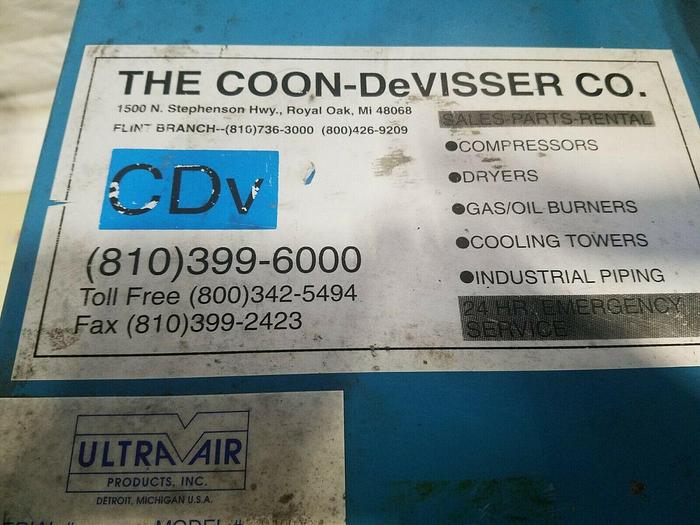 THE COON-DeVISSER CO.
1500 N. Stephenson Hwy., Royal Oak, Mi 48068
FLINT BRANCH--(810)736-3000 (800)426-9209
CDv
(810)399-6000
Toll Free (800)342-5494
Fax (810)399-2423
SALES-PARTS-RENTAL
●COMPRESSORS
●DRYERS
●GAS/OIL BURNERS
●COOLING TOWERS
●INDUSTRIAL PIPING
24 HR. EMERGENCY
SERVICE
ULTRA AIR
PRODUCTS, INC.
DETROIT, MICHIGAN U.S.A.
MODEL #